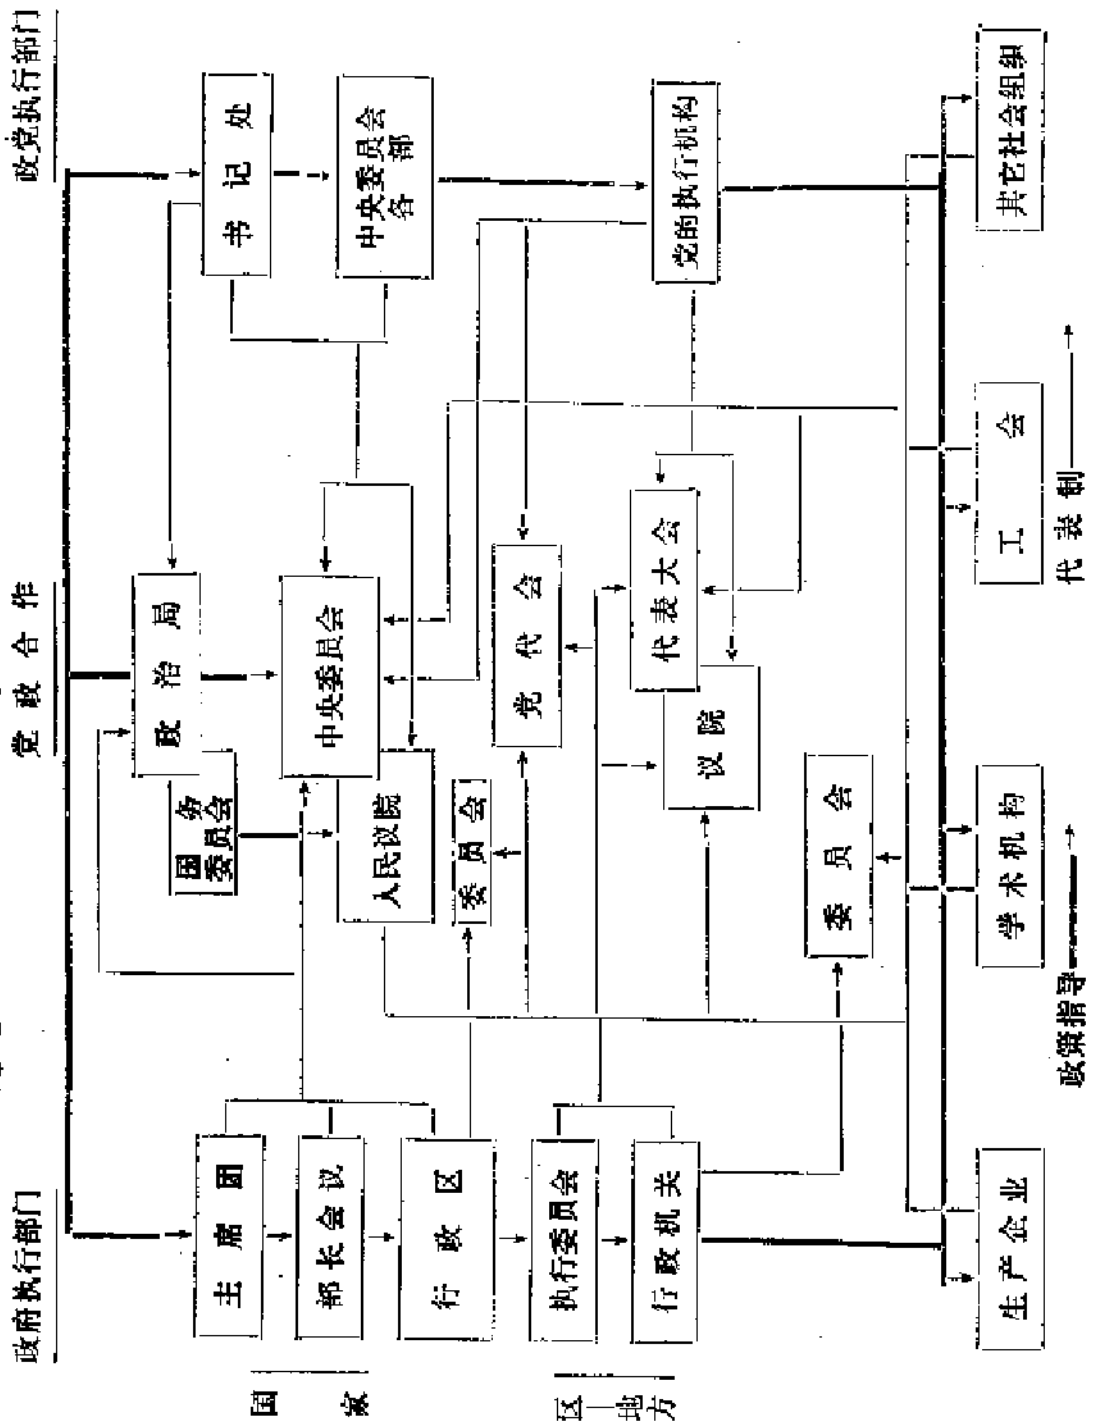 政府执行部门
党政合作
政党执行部门
国家
区—地方
主席团
部长会议
行政区
执行委员会
行政机关
政治局
国务
委员会
中央委员会
人民议院
委员会
党代会
代表大会
议院
委员会
书记处
中央委员会
各部
党的执行机构
生产企业
学术机构
工会
其它社会组织
政策指导
代表制